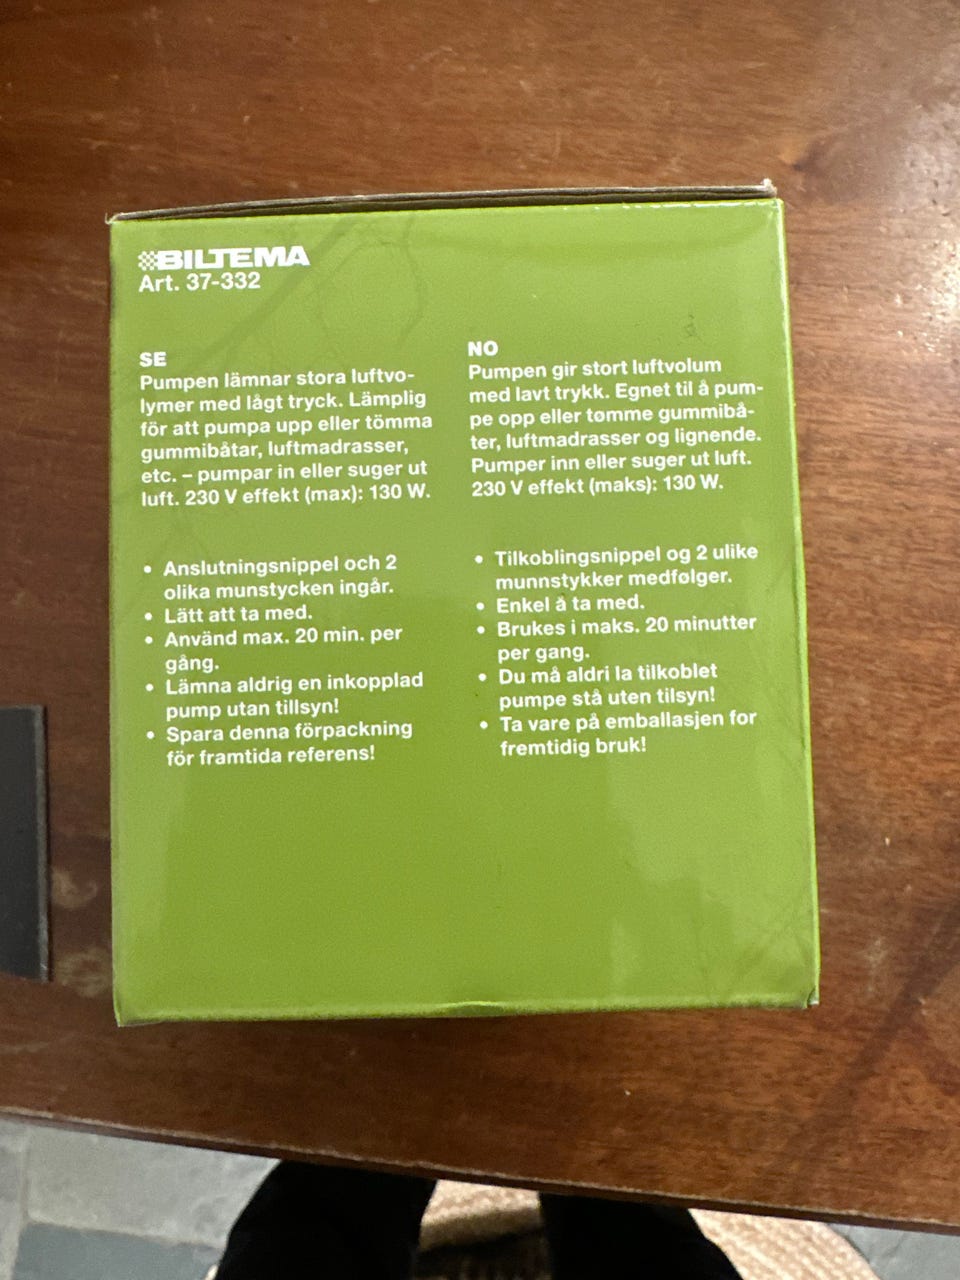 BILTEMA
Art. 37-332
SE
Pumpen lämnar stora luftvo-
lymer med lågt tryck. Lämplig
för att pumpa upp eller tömma
gummibåtar, luftmadrasser,
etc. – pumpar in eller suger ut
luft. 230 V effekt (max): 130 W.
• Anslutningsnippel och 2
olika munstycken ingår.
• Lätt att ta med.
• Använd max. 20 min. per
gång.
• Lämna aldrig en inkopplad
pump utan tillsyn!
• Spara denna förpackning
för framtida referens!
NO
Pumpen gir stort luftvolum
med lavt trykk. Egnet til å pum-
pe opp eller tømme gummibå-
ter, luftmadrasser og lignende.
Pumper inn eller suger ut luft.
230 V effekt (maks): 130 W.
• Tilkoblingsnippel og 2 ulike
munnstykker medfølger.
• Enkel å ta med.
• Brukes i maks. 20 minutter
per gang.
• Du må aldri la tilkoblet
pumpe stå uten tilsyn!
• Ta vare på emballasjen for
fremtidig bruk!